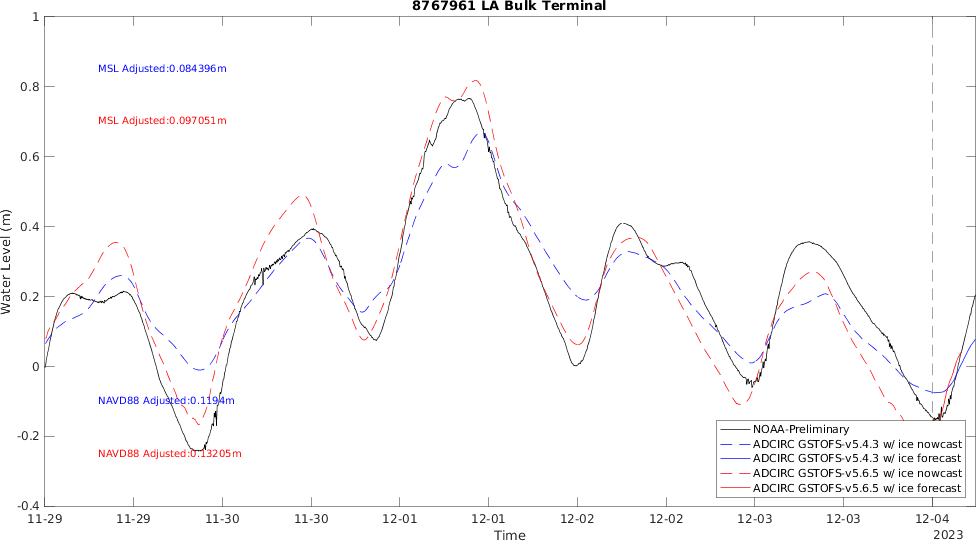 8767961 LA Bulk Terminal
1
0.8
0.6
0.4
0.2
0
-0.2
-0.4
Water Level (m)
MSL Adjusted:0.084396m
MSL Adjusted:0.097051m
NAVD88 Adjusted:0.1194m
NAVD88 Adjusted:0.13205m
NOAA-Preliminary
ADCIRC GSTOFS-v5.4.3 w/ ice nowcast
ADCIRC GSTOFS-v5.4.3 w/ ice forecast
ADCIRC GSTOFS-v5.6.5 w/ ice nowcast
ADCIRC GSTOFS-v5.6.5 w/ ice forecast
11-29 11-29 11-30 11-30 12-01 12-01 12-02 12-02 12-03 12-03 12-04
Time
2023